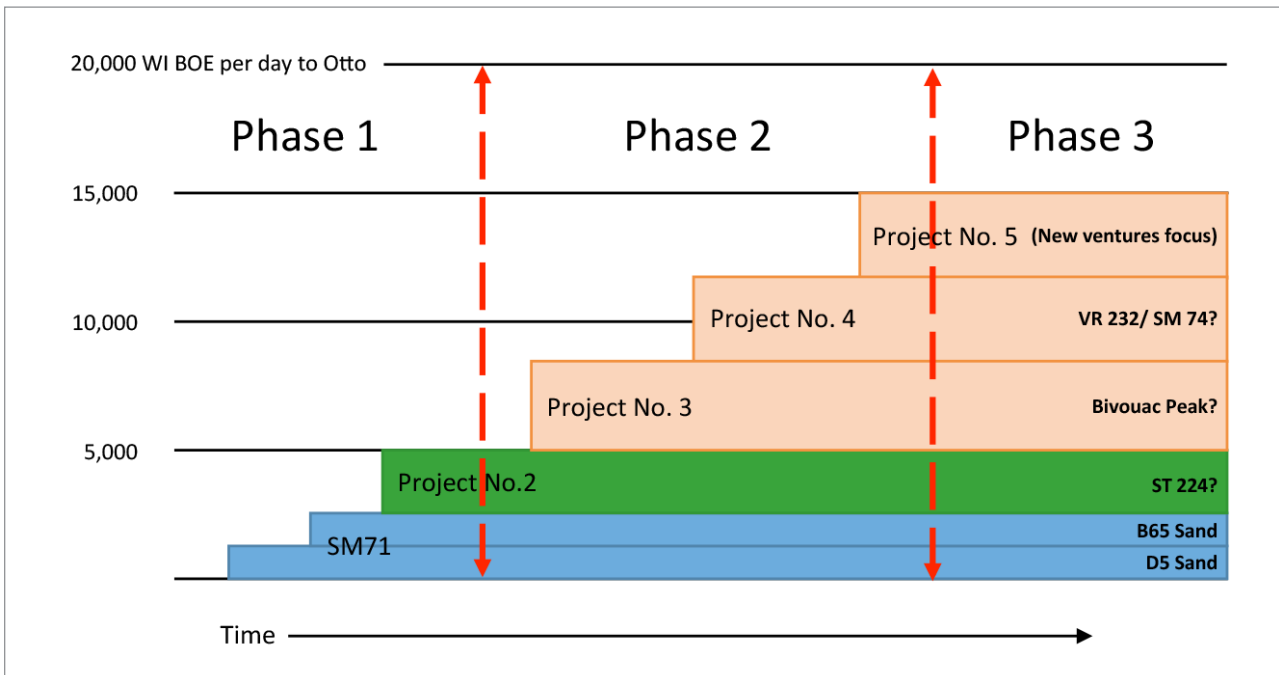 20,000 WI BOE per day to Otto
Phase 1
Phase 2
Phase 3
15,000
Project No. 5
(New ventures focus)
10,000
Project No. 4
VR 232/ SM 74?
Project No. 3
Bivouac Peak?
5,000
Project No.2
ST 224?
SM71
B65 Sand
D5 Sand
Time